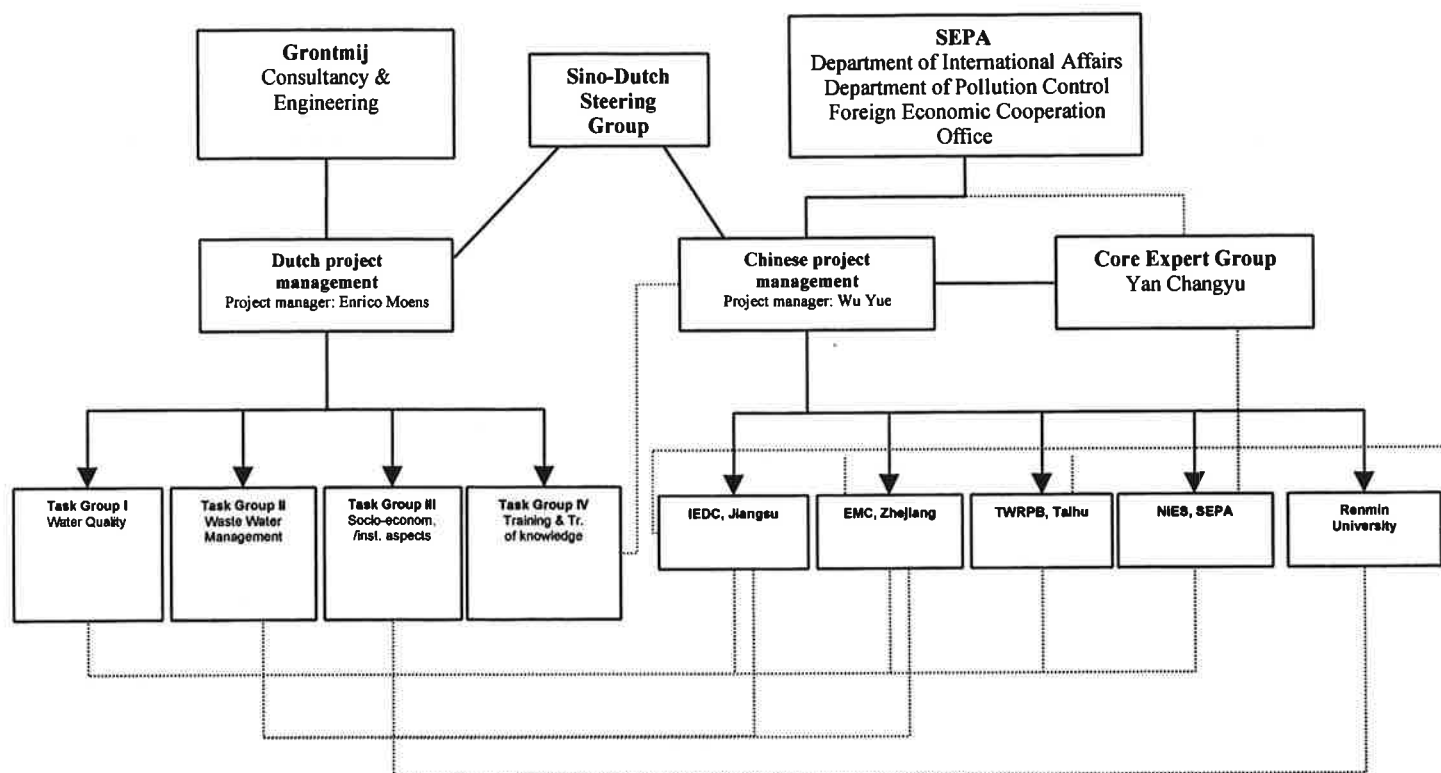 Grontmij
Consultancy &
Engineering
Sino-Dutch
Steering
Group
SEPA
Department of International Affairs
Department of Pollution Control
Foreign Economic Cooperation
Office
Dutch project
management
Project manager: Enrico Moens
Chinese project
management
Project manager: Wu Yue
Core Expert Group
Yan Changyu
Task Group I
Water Quality
Task Group II
Waste Water
Management
Task Group III
Socio-econom,
/inst. aspects
Task Group IV
Training & Tr.
of knowledge
IEDC, Jiangsu
EMC, Zhejiang
TWRPB, Taihu
NIES, SEPA
Renmin
University